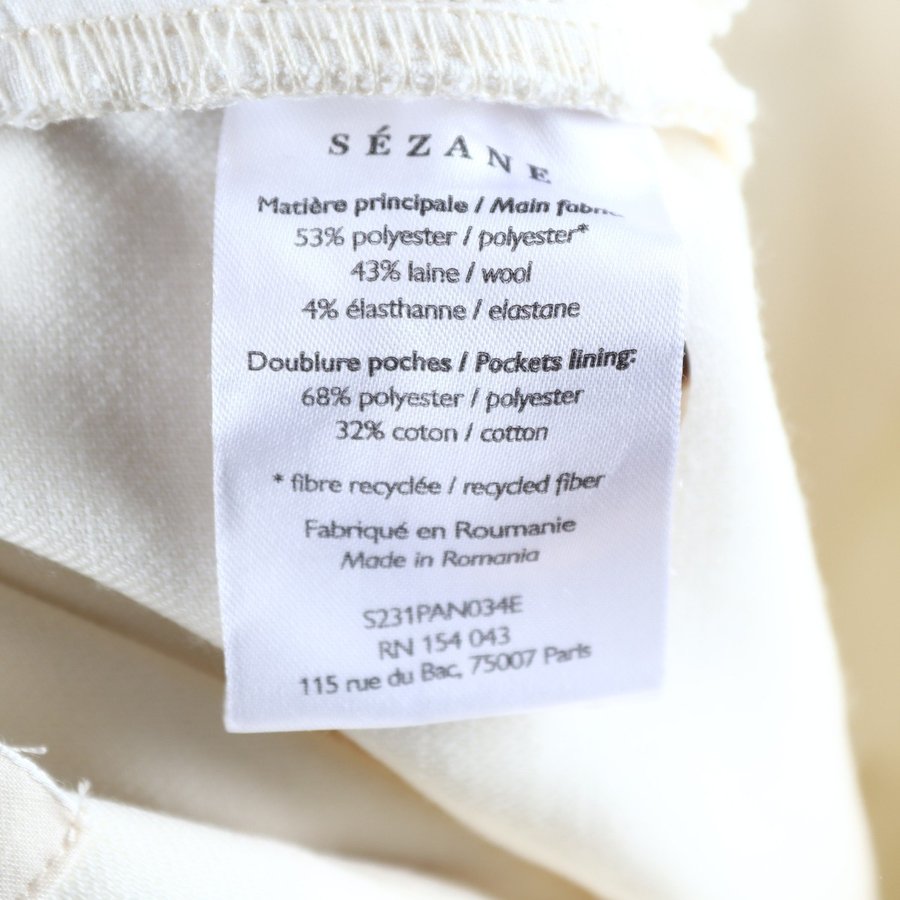 SÉZANE
Matière principale / Main
53% polyester / polyester*
43% laine / wool
4% élasthanne / elastane
Doublure poches / Pockets lining:
68% polyester / polyester
32% coton / cotton
* fibre recyclée / recycled fiber
Fabriqué en Roumanie
Made in Romania
S231PAN034E
RN 154 043
115 rue du Bac, 75007 Paris